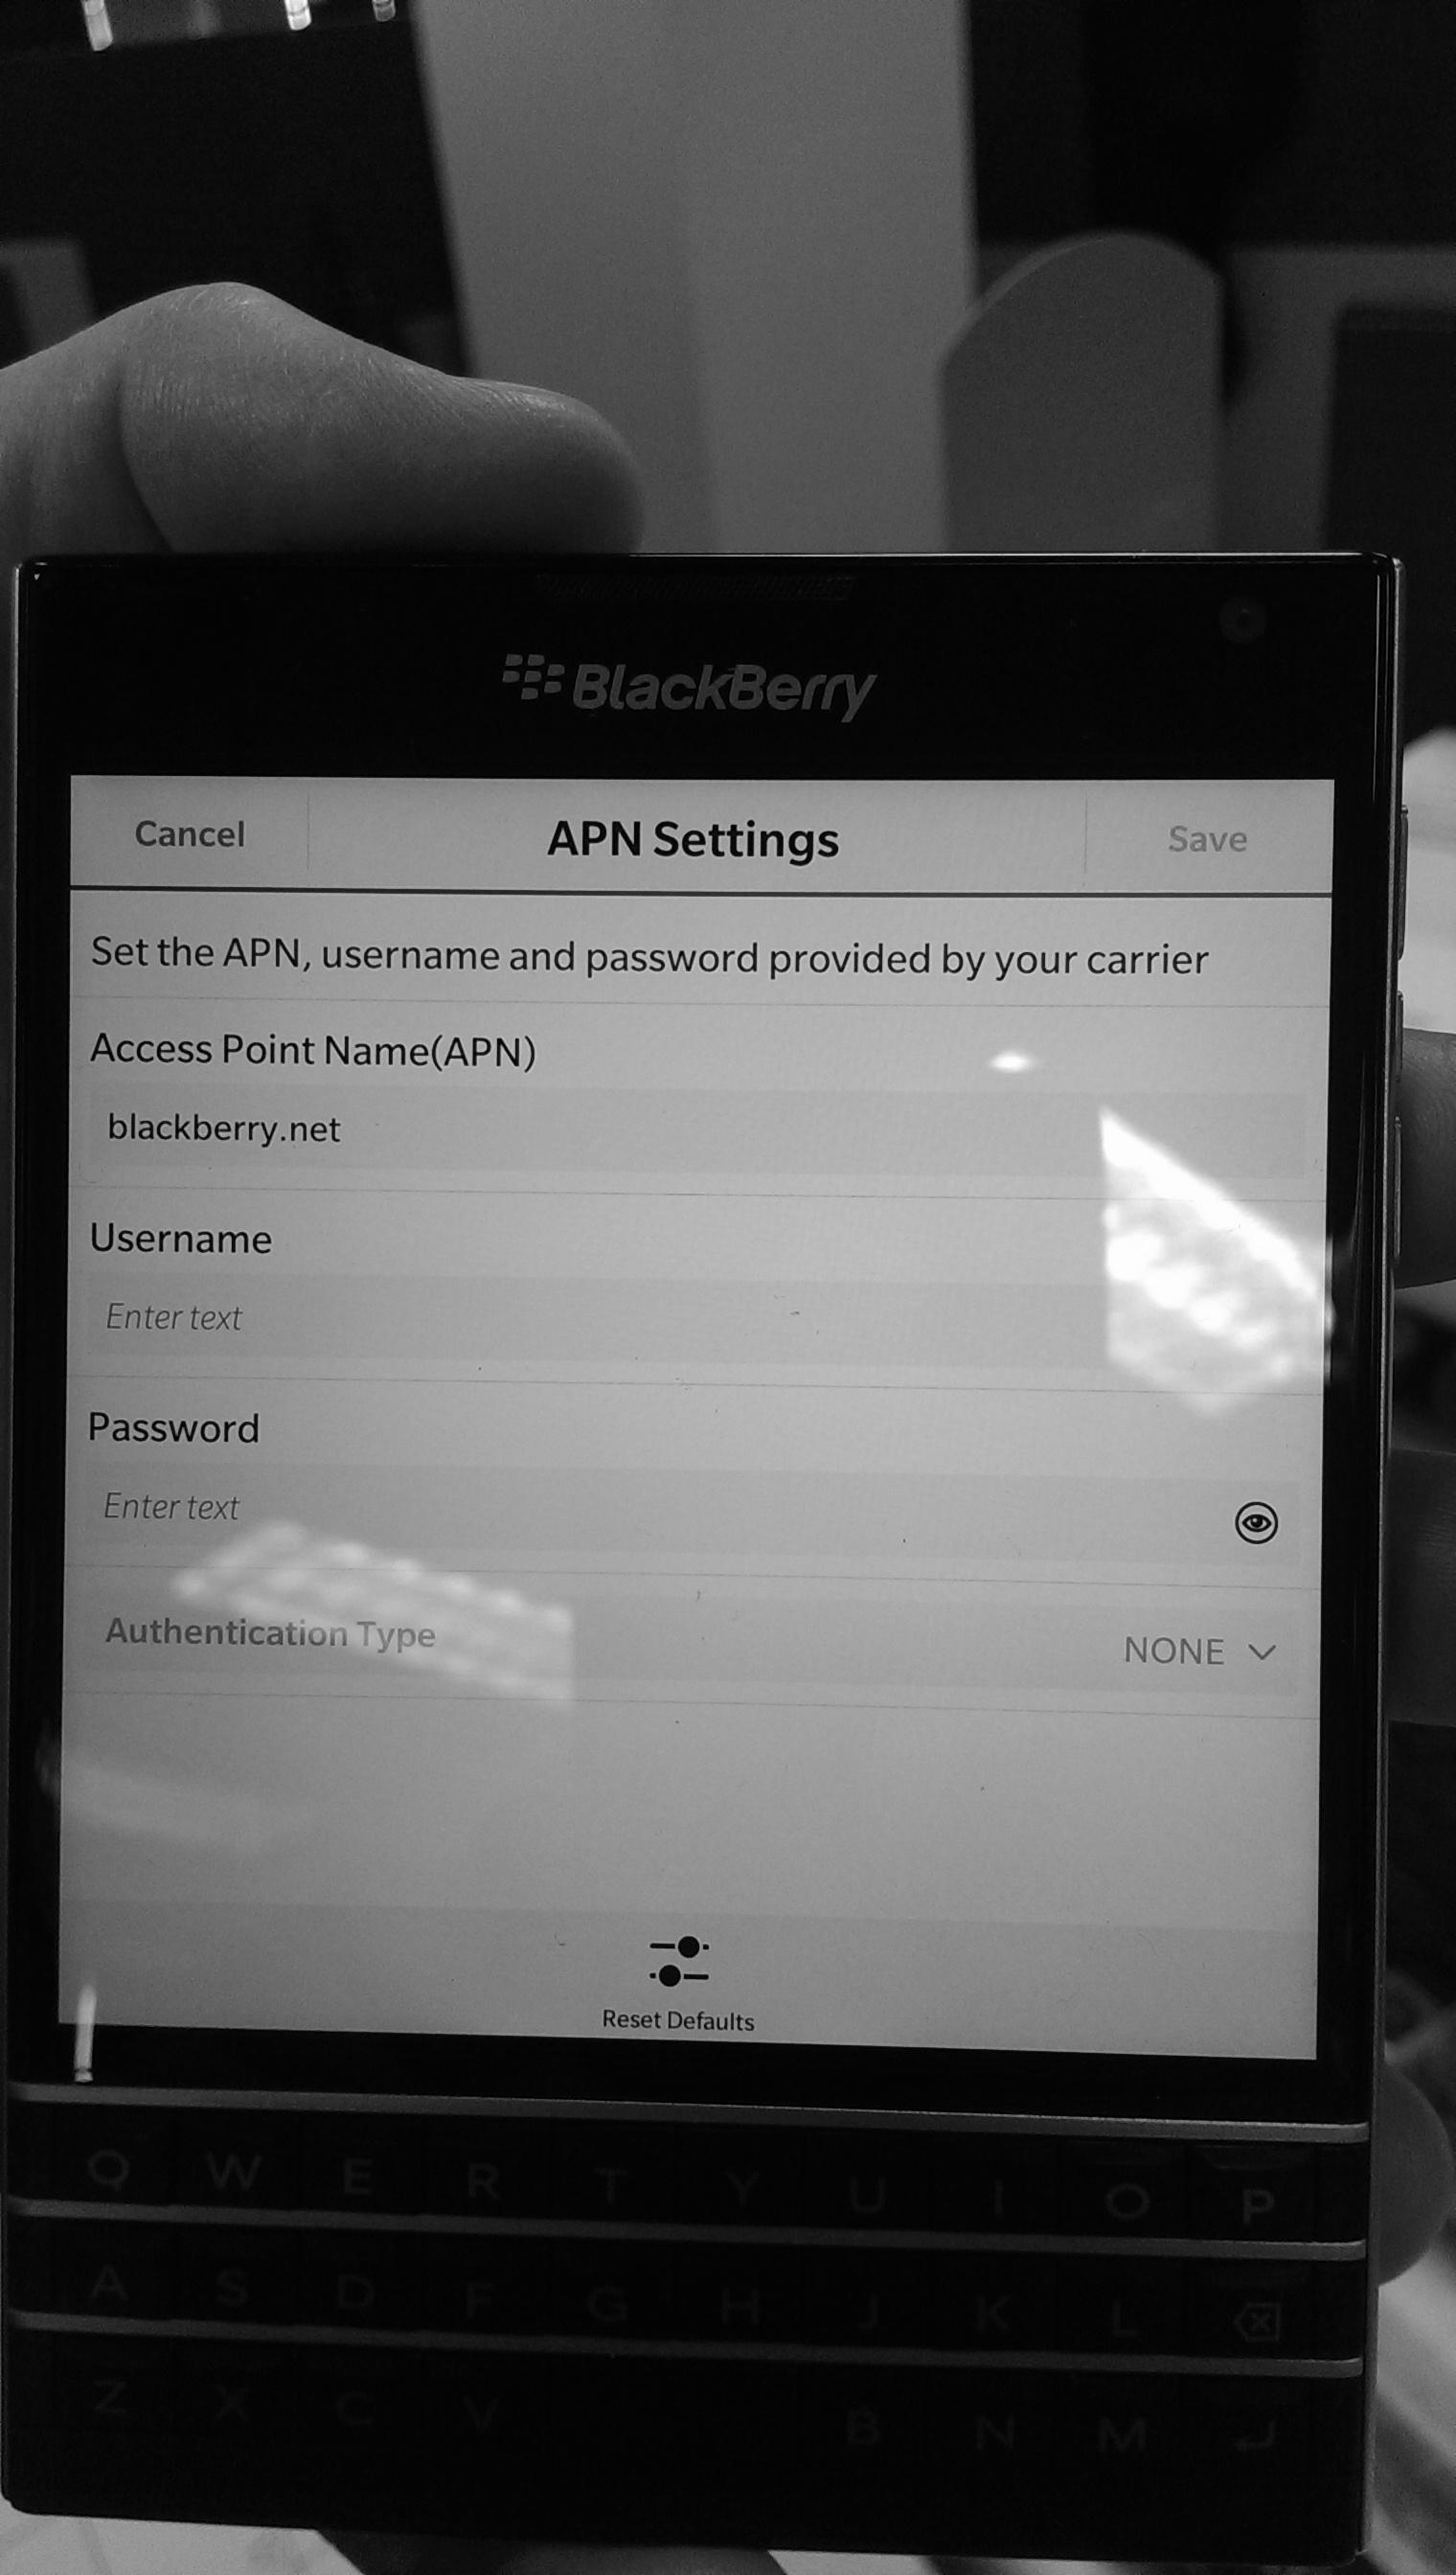 BlackBerry
Cancel APN Settings Save
Set the APN, username and password provided by your carrier
Access Point Name(APN)
blackberry.net
Username
Enter text
Password
Enter text
Authentication Type NONE
Reset Defaults
Q W E R T Y U I O P
A S D F G H J K L
Z X C V B N M